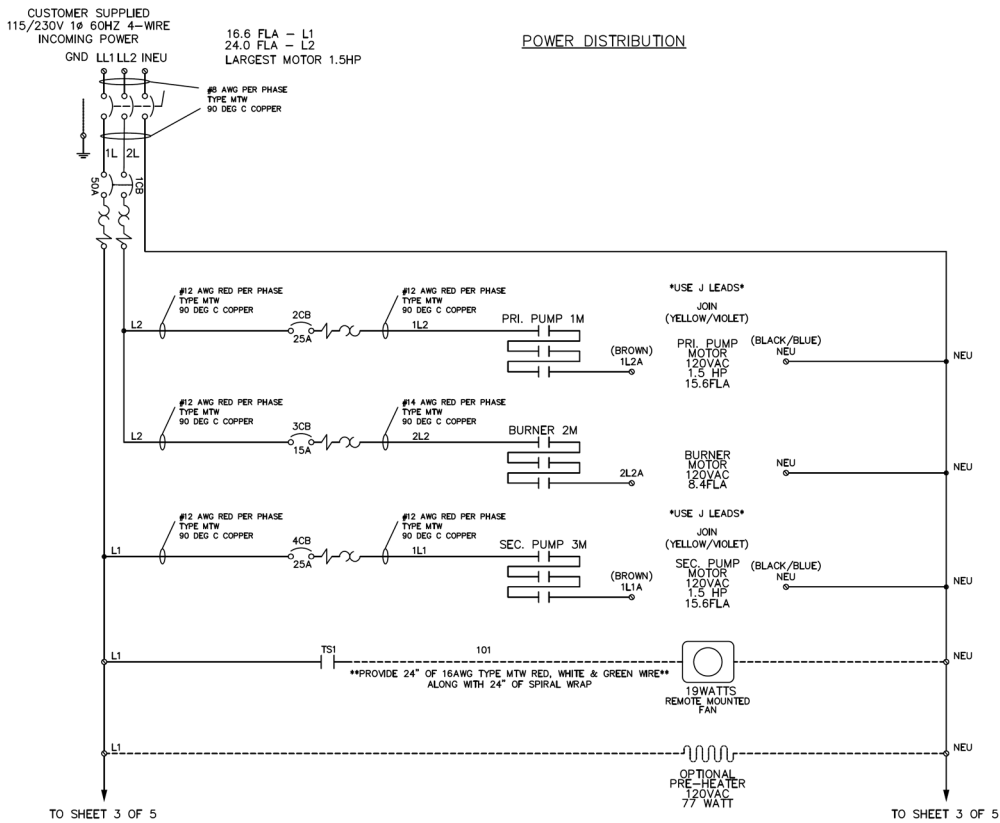 CUSTOMER SUPPLIED
115/230V 1ø 60HZ 4-WIRE
INCOMING POWER
GND LL1 LL2 INEU
16.6 FLA - L1
24.0 FLA - L2
LARGEST MOTOR 1.5HP
POWER DISTRIBUTION
#8 AWG PER PHASE
TYPE MTW
90 DEG C COPPER
1L 2L
50A
1CB
#12 AWG RED PER PHASE
TYPE MTW
90 DEG C COPPER
#12 AWG RED PER PHASE
TYPE MTW
90 DEG C COPPER
*USE J LEADS*
JOIN
(YELLOW/VIOLET)
L2
2CB
25A
1L2
PRI. PUMP 1M
(BROWN)
1L2A
PRI. PUMP
MOTOR
120VAC
1.5 HP
15.6FLA
(BLACK/BLUE)
NEU
NEU
#12 AWG RED PER PHASE
TYPE MTW
90 DEG C COPPER
#14 AWG RED PER PHASE
TYPE MTW
90 DEG C COPPER
L2
3CB
15A
2L2
BURNER 2M
2L2A
BURNER
MOTOR
120VAC
8.4FLA
NEU
NEU
#12 AWG RED PER PHASE
TYPE MTW
90 DEG C COPPER
#12 AWG RED PER PHASE
TYPE MTW
90 DEG C COPPER
*USE J LEADS*
JOIN
(YELLOW/VIOLET)
L1
4CB
25A
1L1
SEC. PUMP 3M
(BROWN)
1L1A
SEC. PUMP
MOTOR
120VAC
1.5 HP
15.6FLA
(BLACK/BLUE)
NEU
NEU
L1
TS1
101
NEU
**PROVIDE 24" OF 16AWG TYPE MTW RED, WHITE & GREEN WIRE**
ALONG WITH 24" OF SPIRAL WRAP
19WATTS
REMOTE MOUNTED
FAN
L1
NEU
OPTIONAL
PRE-HEATER
120VAC
77 WATT
TO SHEET 3 OF 5
TO SHEET 3 OF 5